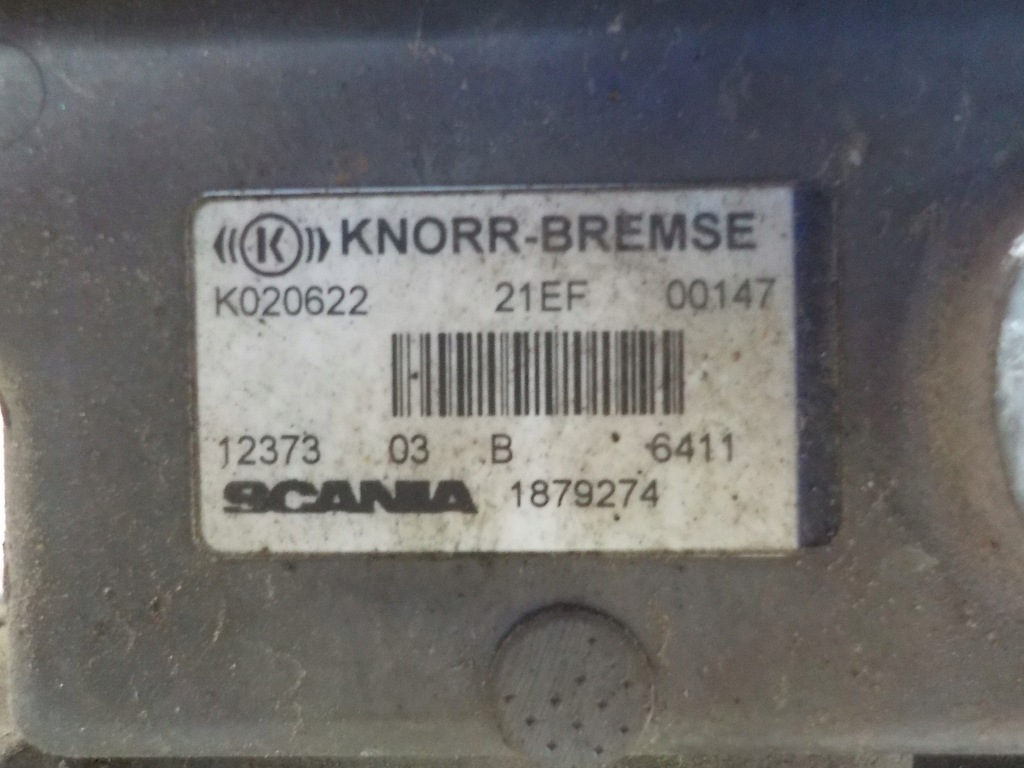 ((K)) KNORR-BREMSE
K020622 21EF 00147
12373 03 B 6411
SCANIA 1879274